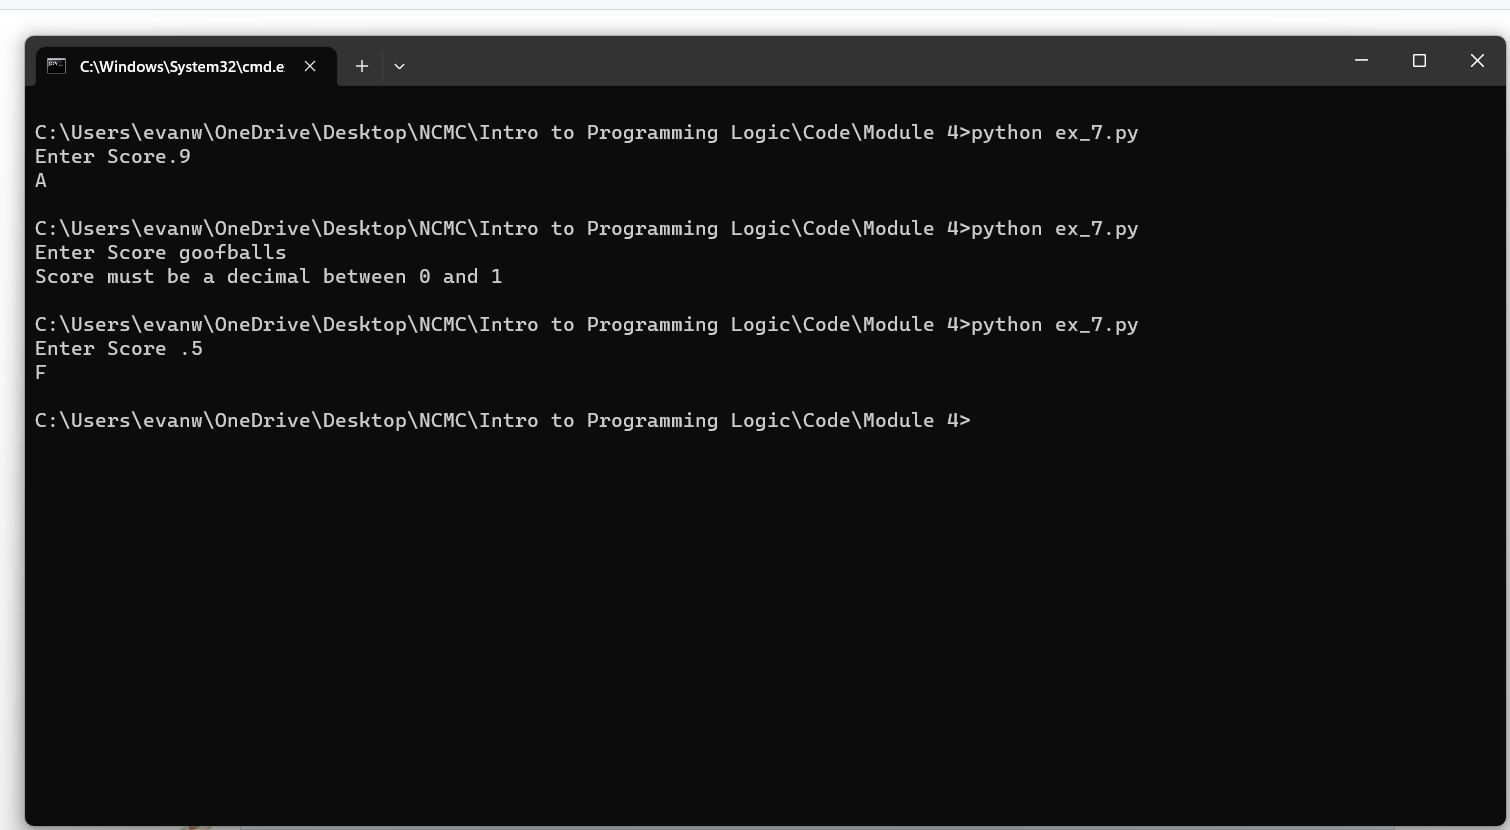 C:\Windows\System32\cmd.e
C:\Users\evanw\OneDrive\Desktop\NCMC\Intro to Programming Logic\Code\Module 4>python ex_7.py
Enter Score.9
A
C:\Users\evanw\OneDrive\Desktop\NCMC\Intro to Programming Logic\Code\Module 4>python ex_7.py
Enter Score goofballs
Score must be a decimal between 0 and 1
C:\Users\evanw\OneDrive\Desktop\NCMC\Intro to Programming Logic\Code\Module 4>python ex_7.py
Enter Score .5
F
C:\Users\evanw\OneDrive\Desktop\NCMC\Intro to Programming Logic\Code\Module 4>